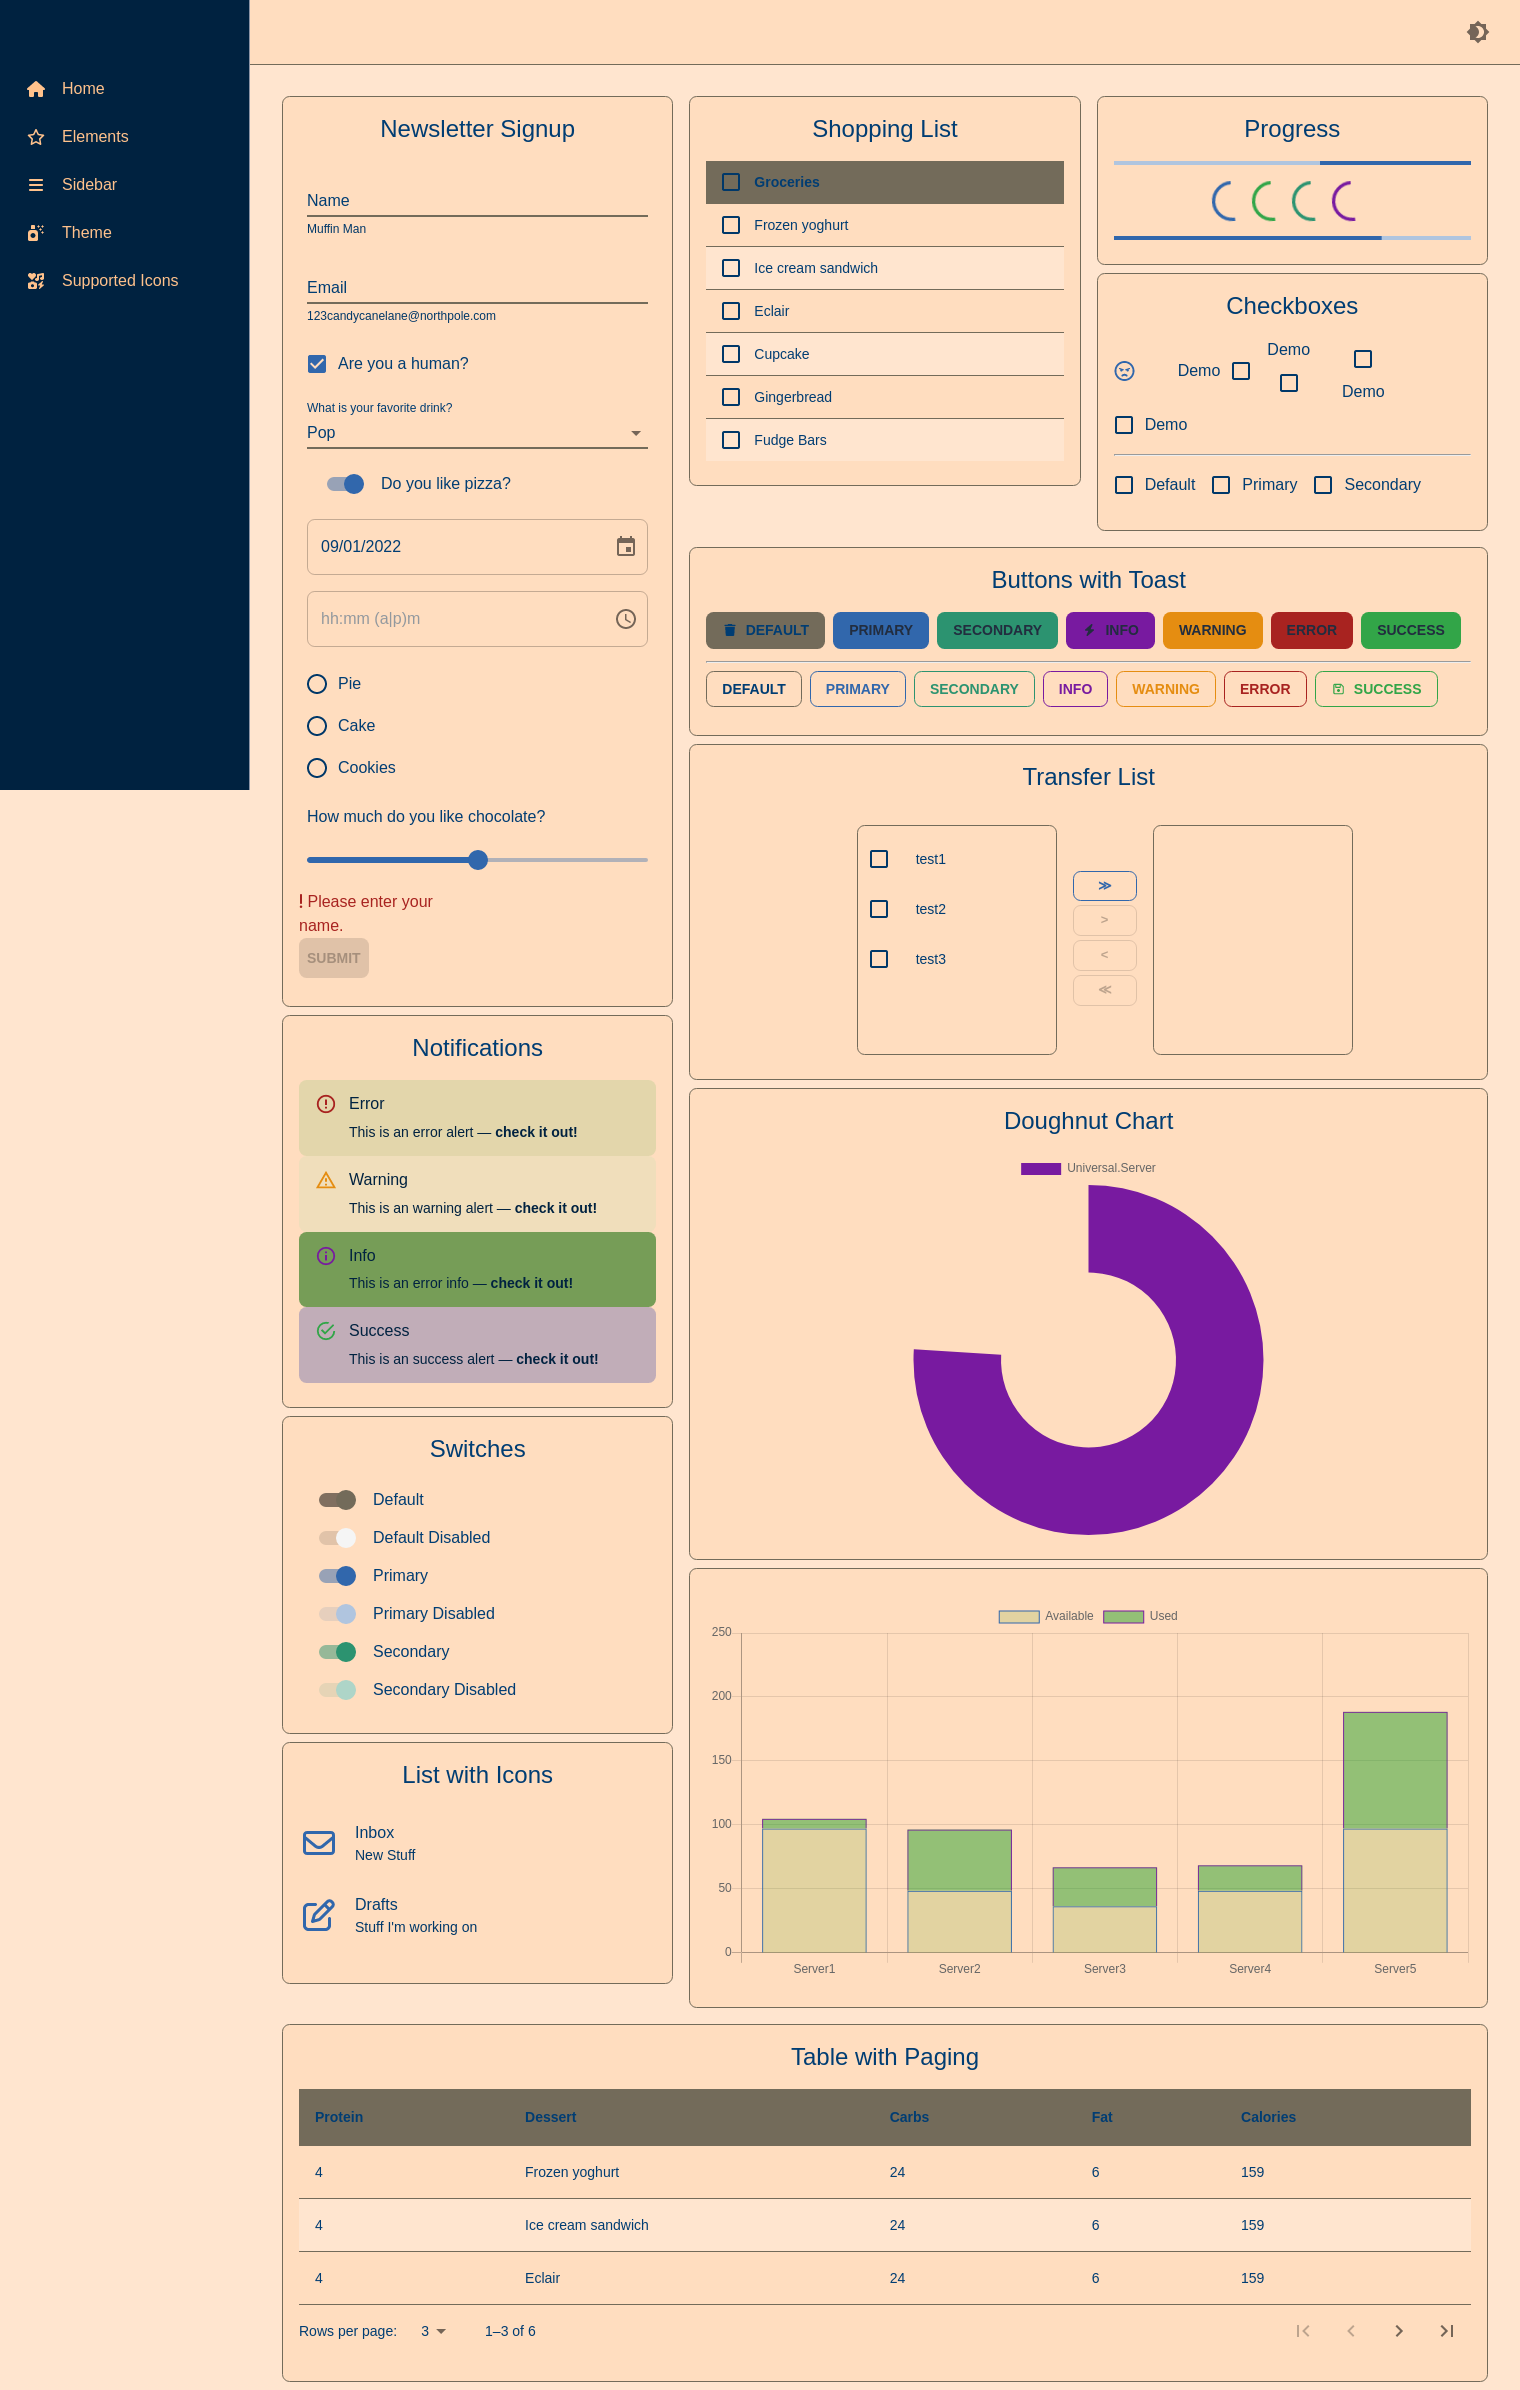 Home
Elements
Sidebar
Theme
Supported Icons
Newsletter Signup
Name
Muffin Man
Email
123candycanelane@northpole.com
Are you a human?
What is your favorite drink?
Pop
Do you like pizza?
09/01/2022
hh:mm (a|p)m
Pie
Cake
Cookies
How much do you like chocolate?
! Please enter your
name.
SUBMIT
Notifications
Error
This is an error alert — check it out!
Warning
This is an warning alert — check it out!
Info
This is an error info — check it out!
Success
This is an success alert — check it out!
Switches
Default
Default Disabled
Primary
Primary Disabled
Secondary
Secondary Disabled
List with Icons
Inbox
New Stuff
Drafts
Stuff I'm working on
Shopping List
Groceries
Frozen yoghurt
Ice cream sandwich
Eclair
Cupcake
Gingerbread
Fudge Bars
Progress
Checkboxes
Demo
Demo
Demo
Demo
Default Primary Secondary
Buttons with Toast
DEFAULT PRIMARY SECONDARY INFO WARNING ERROR SUCCESS
DEFAULT PRIMARY SECONDARY INFO WARNING ERROR SUCCESS
Transfer List
test1
test2
test3
≫
>
<
≪
Doughnut Chart
Universal.Server
Available Used
250
200
150
100
50
0
Server1 Server2 Server3 Server4 Server5
Table with Paging
Protein Dessert Carbs Fat Calories
4 Frozen yoghurt 24 6 159
4 Ice cream sandwich 24 6 159
4 Eclair 24 6 159
Rows per page: 3 1–3 of 6